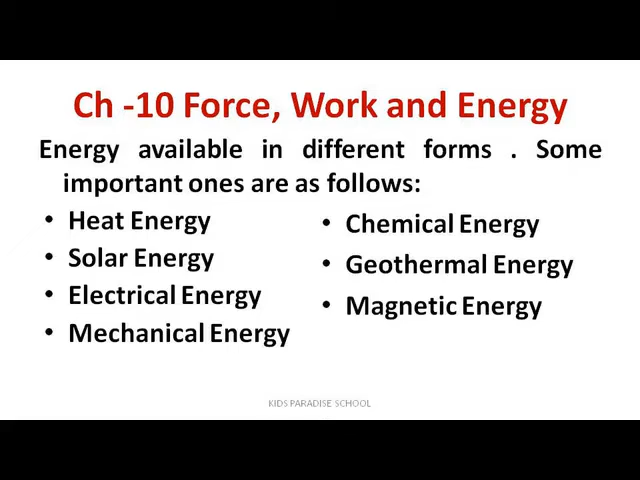 Ch -10 Force, Work and Energy
Energy available in different forms . Some
important ones are as follows:
• Heat Energy
• Solar Energy
• Electrical Energy
• Mechanical Energy
• Chemical Energy
• Geothermal Energy
• Magnetic Energy
KIDS PARADISE SCHOOL